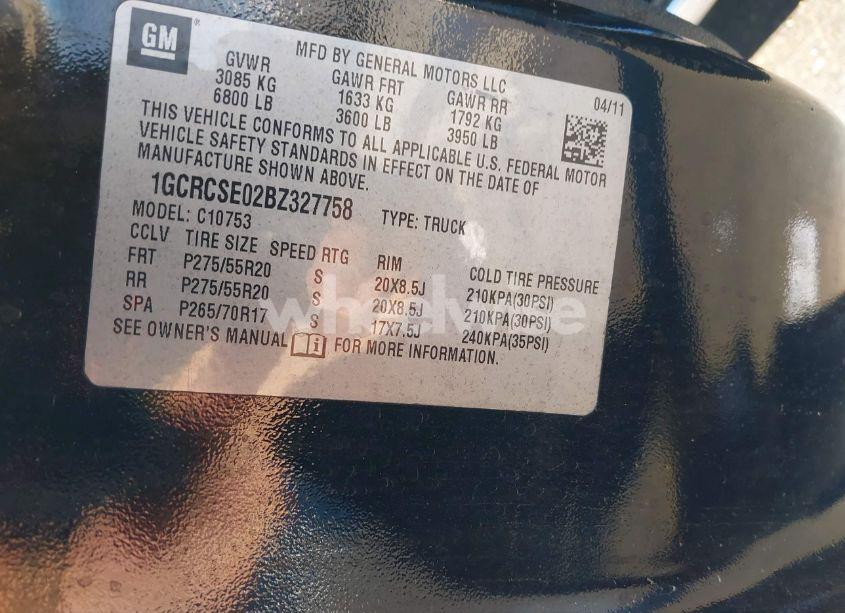 GM
MFD BY GENERAL MOTORS LLC
GVWR GAWR FRT GAWR RR 04/11
3085 KG 1633 KG 1792 KG
6800 LB 3600 LB 3950 LB
THIS VEHICLE CONFORMS TO ALL APPLICABLE U.S. FEDERAL MOTOR
VEHICLE SAFETY STANDARDS IN EFFECT ON THE DATE OF
MANUFACTURE SHOWN ABOVE.
1GCRCSE02BZ327758 TYPE: TRUCK
MODEL: C10753
CCLV TIRE SIZE SPEED RTG RIM COLD TIRE PRESSURE
FRT P275/55R20 S 20X8.5J 210KPA(30PSI)
RR P275/55R20 S 20X8.5J 210KPA(30PSI)
SPA P265/70R17 S 17X7.5J 240KPA(35PSI)
SEE OWNER'S MANUAL FOR MORE INFORMATION.